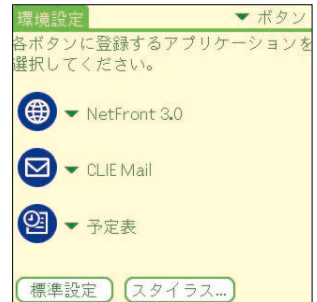 環境設定 ▼ ボタン
各ボタンに登録するアプリケーションを
選択してください。
▼ NetFront 3.0
▼ CLIE Mail
▼ 予定表
標準設定 スタイラス...